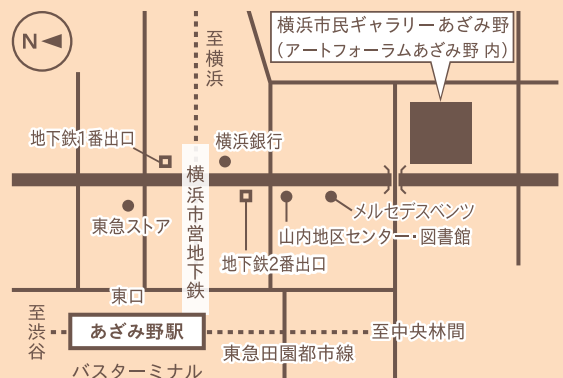 N
至横浜
横浜市民ギャラリーあざみ野
(アートフォーラムあざみ野 内)
地下鉄1番出口
横浜銀行
横浜市営地下鉄
東急ストア
メルセデスベンツ
山内地区センター・図書館
地下鉄2番出口
東口
至渋谷
あざみ野駅
至中央林間
東急田園都市線
バスターミナル